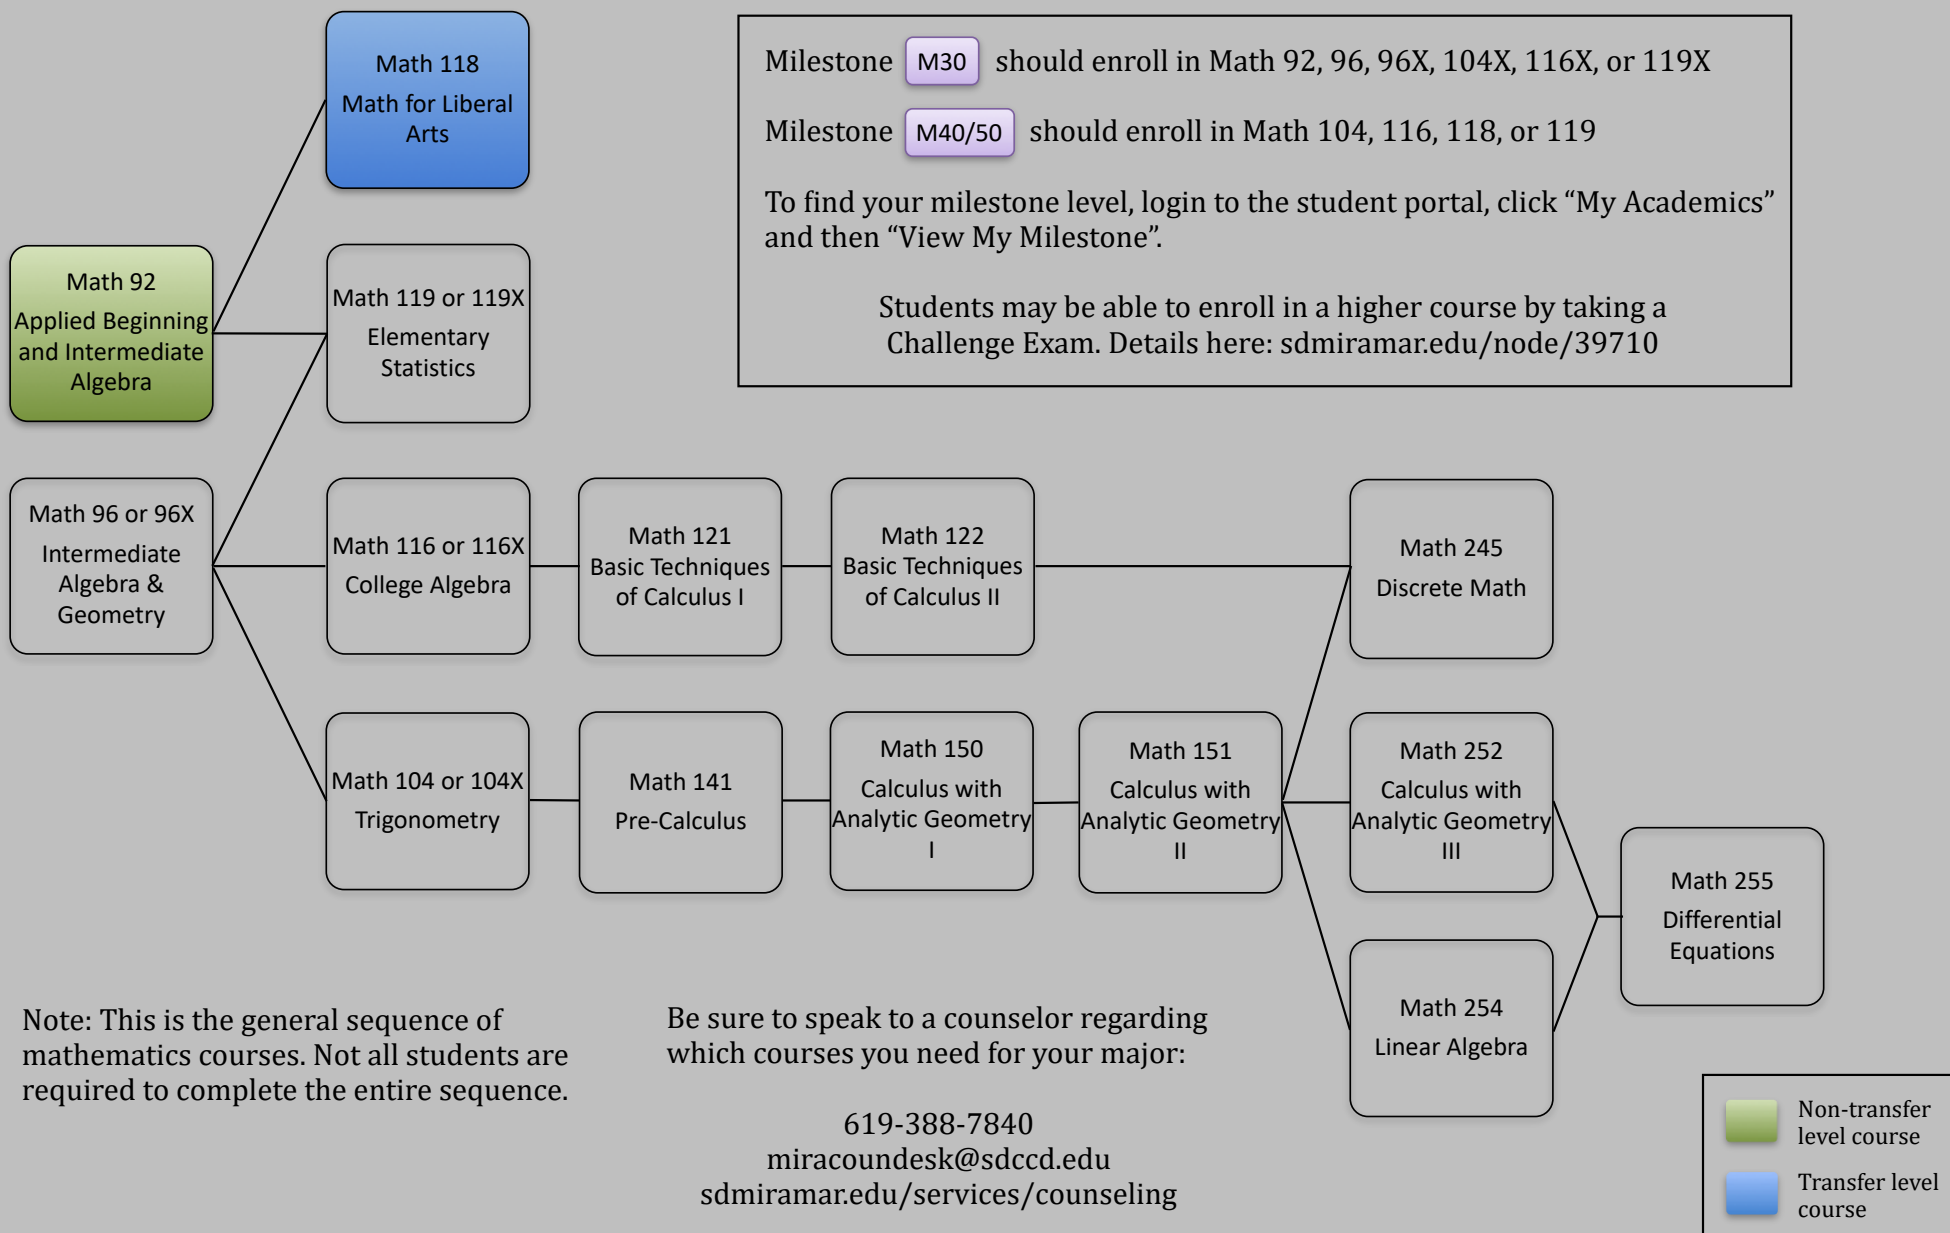 Math 118
Math for Liberal
Arts
Milestone M30 should enroll in Math 92, 96, 96X, 104X, 116X, or 119X
Milestone M40/50 should enroll in Math 104, 116, 118, or 119
To find your milestone level, login to the student portal, click “My Academics”
and then “View My Milestone”.
Students may be able to enroll in a higher course by taking a
Challenge Exam. Details here: sdmiramar.edu/node/39710
Math 92
Applied Beginning
and Intermediate
Algebra
Math 119 or 119X
Elementary
Statistics
Math 96 or 96X
Intermediate
Algebra &
Geometry
Math 116 or 116X
College Algebra
Math 121
Basic Techniques
of Calculus I
Math 122
Basic Techniques
of Calculus II
Math 245
Discrete Math
Math 104 or 104X
Trigonometry
Math 141
Pre-Calculus
Math 150
Calculus with
Analytic Geometry
I
Math 151
Calculus with
Analytic Geometry
II
Math 252
Calculus with
Analytic Geometry
III
Math 255
Differential
Equations
Math 254
Linear Algebra
Note: This is the general sequence of
mathematics courses. Not all students are
required to complete the entire sequence.
Be sure to speak to a counselor regarding
which courses you need for your major:
619-388-7840
miracoundesk@sdccd.edu
sdmiramar.edu/services/counseling
Non-transfer
level course
Transfer level
course